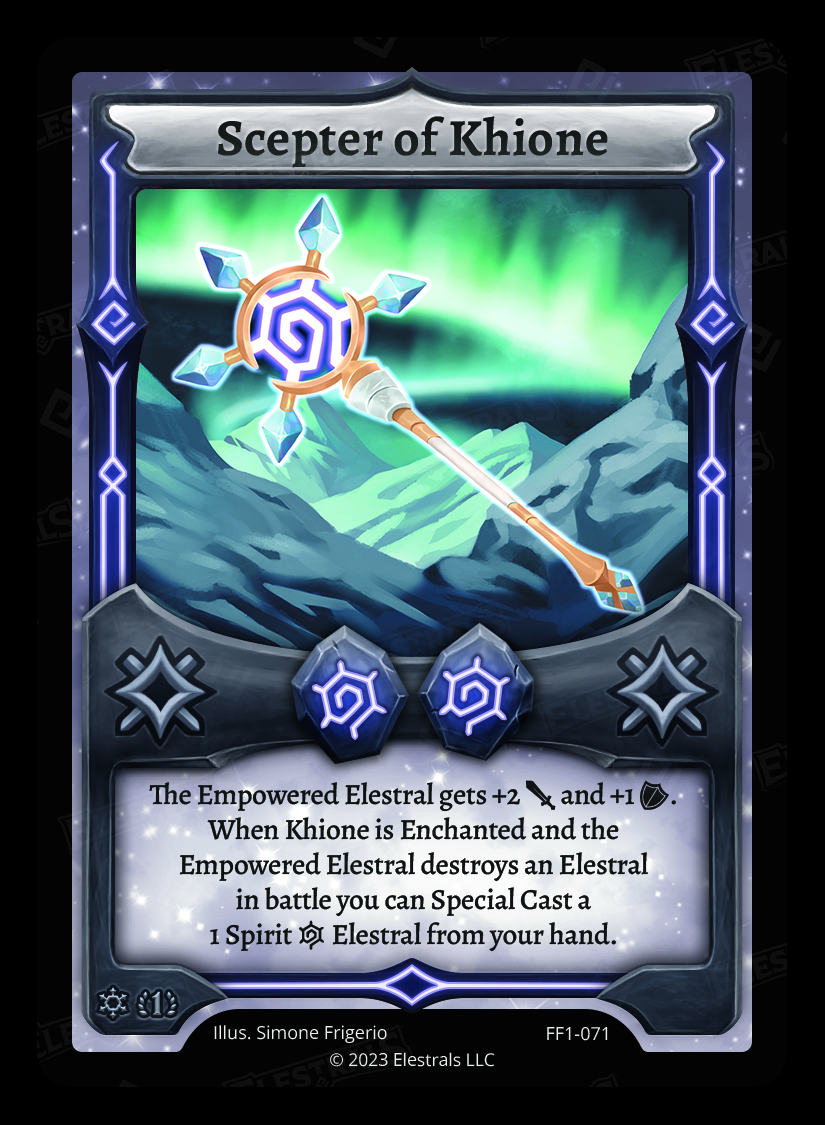 Scepter of Khione
The Empowered Elestral gets +2 and +1.
When Khione is Enchanted and the
Empowered Elestral destroys an Elestral
in battle you can Special Cast a
1 Spirit Elestral from your hand.
1
Illus. Simone Frigerio
FF1-071
© 2023 Elestrals LLC